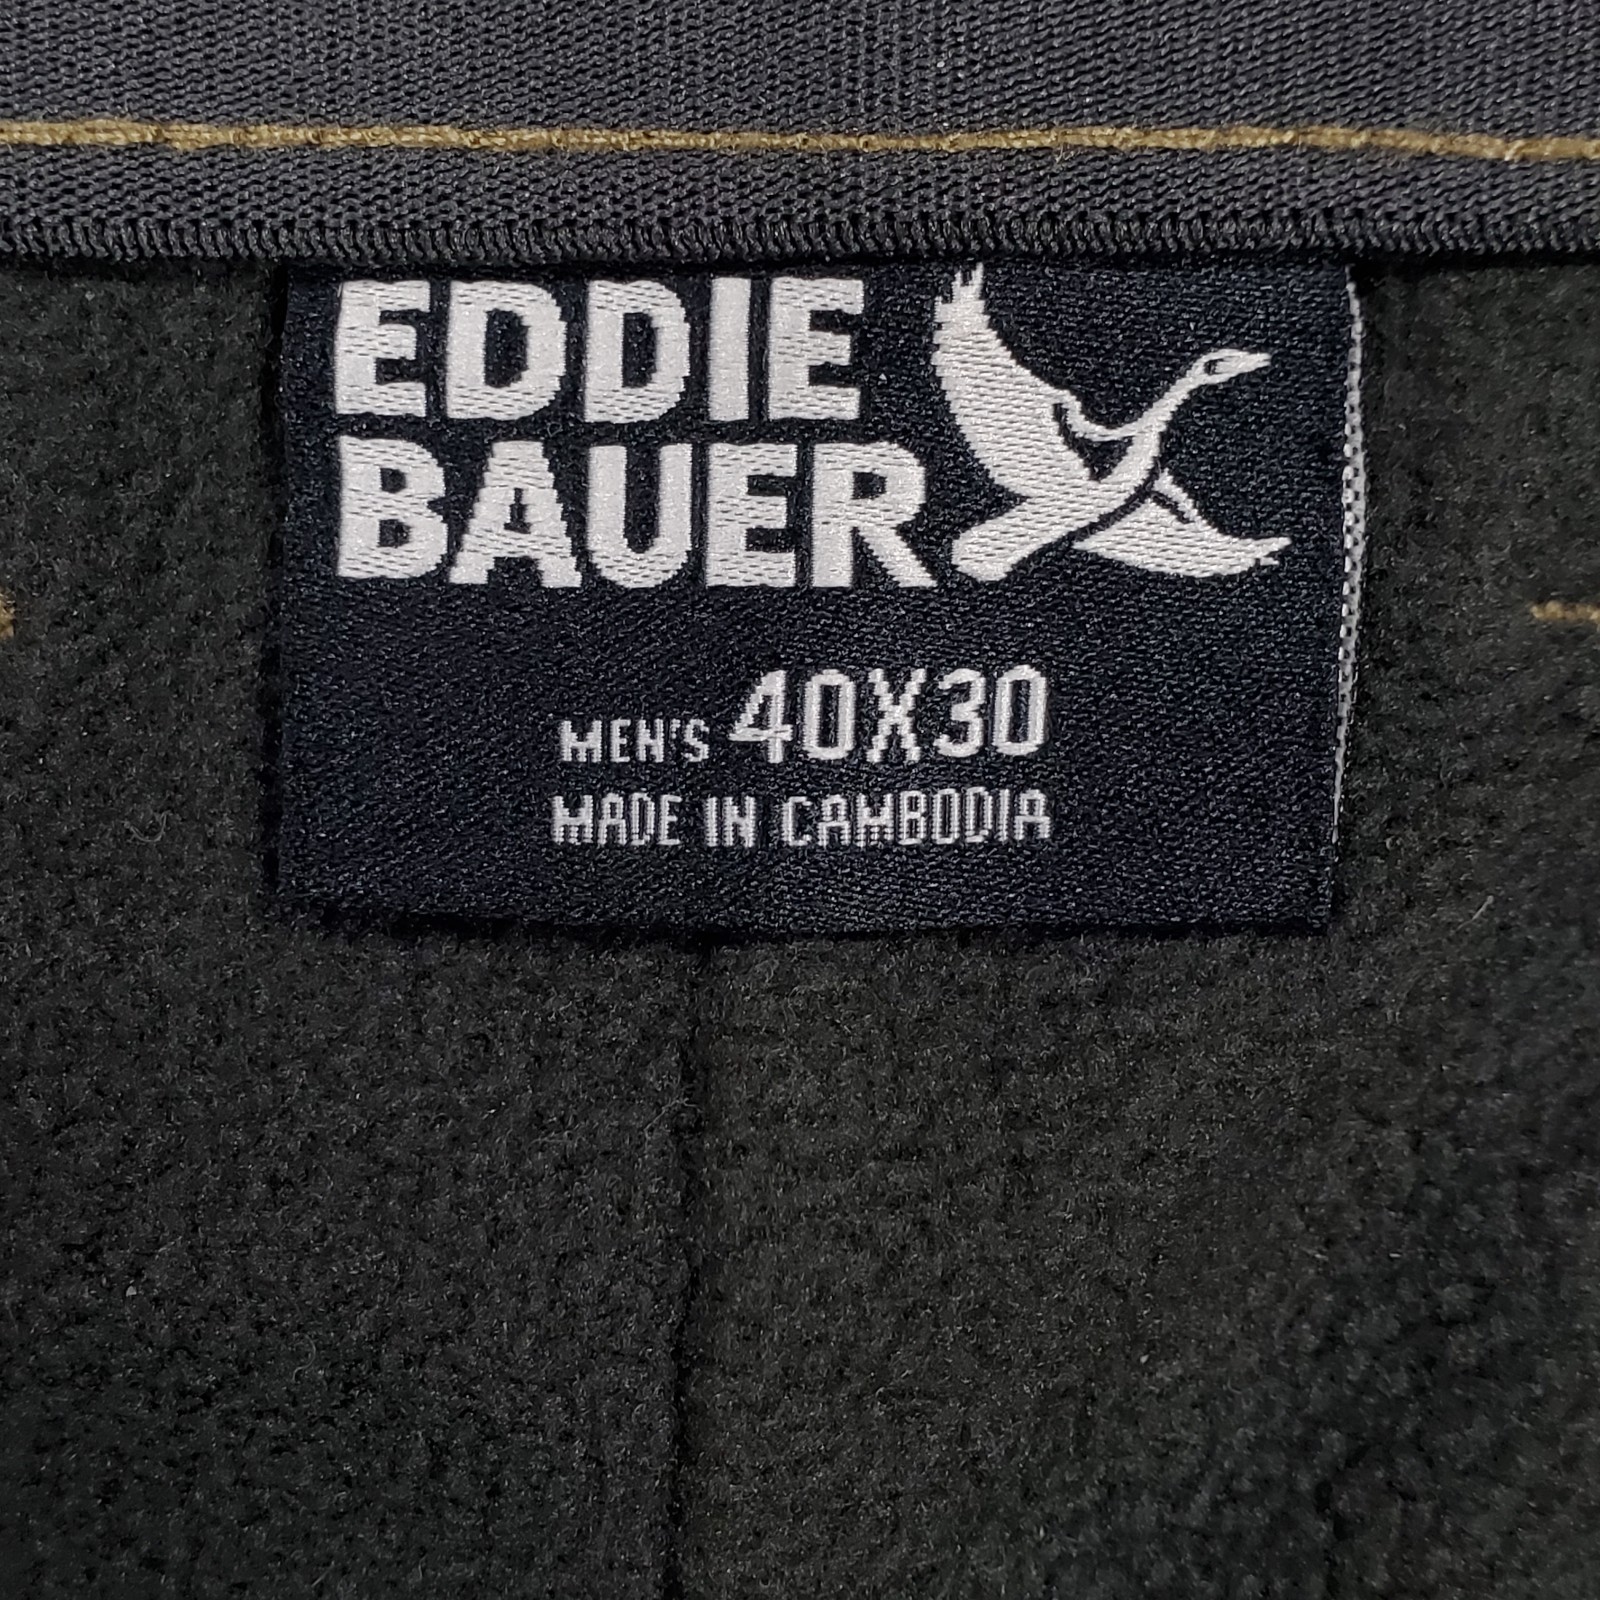 EDDIE
BAUER
MEN'S 40X30
MADE IN CAMBODIA